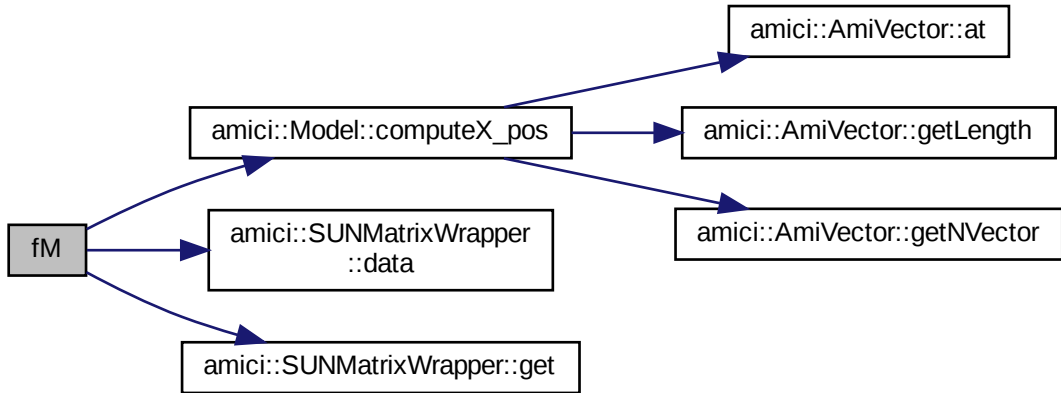 fM
amici::Model::computeX_pos
amici::SUNMatrixWrapper
::data
amici::SUNMatrixWrapper::get
amici::AmiVector::at
amici::AmiVector::getLength
amici::AmiVector::getNVector